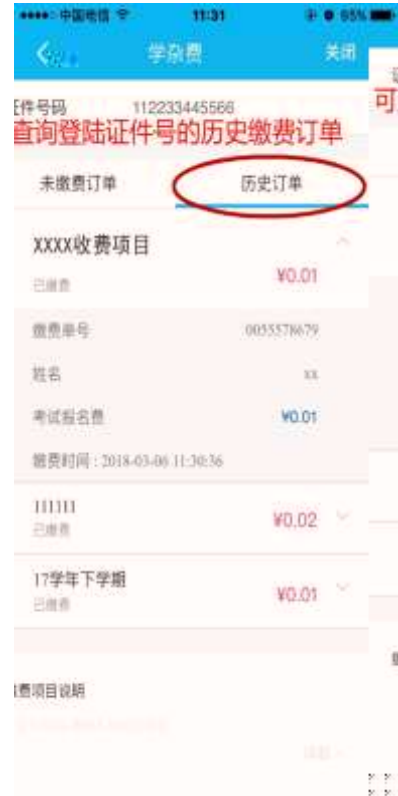 中国电信 11:31 65%
学杂费 关闭
证件号码 112233445566
查询登陆证件号的历史缴费订单
可
未缴费订单 历史订单
XXXX收费项目
已缴费 ¥0.01
缴费单号 0055578679
姓名 xx
考试报名费 ¥0.01
缴费时间：2018-03-06 11:30:36
111111
已缴费 ¥0.02
17学年下学期
已缴费 ¥0.01
费项目说明